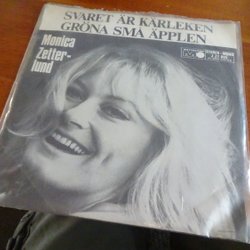 SVARET ÄR KÄRLEKEN
GRÖNA SMÅ ÄPPLEN
Monica
Zetter-
lund